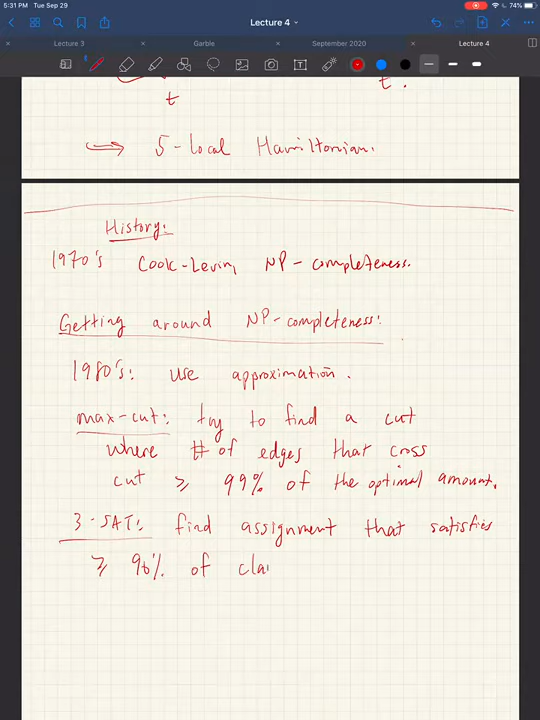 5:31 PM Tue Sep 29
74%
Lecture 4
Lecture 3
Garble
September 2020
Lecture 4
t
t.
5-local Hamiltonian.
History:
1970's Cook-Levin, NP-completeness.
Getting around NP-completeness:
1980's: use approximation.
max-cut: try to find a cut
where # of edges that cross
cut ≥ 99% of the optimal amount.
3-SAT: find assignment that satisfies
≥ 96% of cla